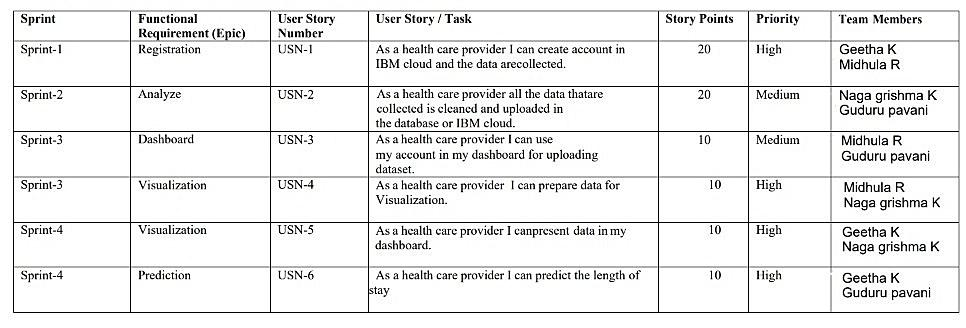 Sprint Functional Requirement (Epic) User Story Number User Story / Task Story Points Priority Team Members
Sprint-1 Registration USN-1 As a health care provider I can create account in 20 High Geetha K
IBM cloud and the data arecollected. Midhula R
Sprint-2 Analyze USN-2 As a health care provider all the data thatare 20 Medium Naga grishma K
collected is cleaned and uploaded in Guduru pavani
the database or IBM cloud.
Sprint-3 Dashboard USN-3 As a health care provider I can use 10 Medium Midhula R
my account in my dashboard for uploading Guduru pavani
dataset.
Sprint-3 Visualization USN-4 As a health care provider I can prepare data for 10 High Midhula R
Visualization. Naga grishma K
Sprint-4 Visualization USN-5 As a health care provider I canpresent data in my 10 High Geetha K
dashboard. Naga grishma K
Sprint-4 Prediction USN-6 As a health care provider I can predict the length of 10 High Geetha K
stay Guduru pavani